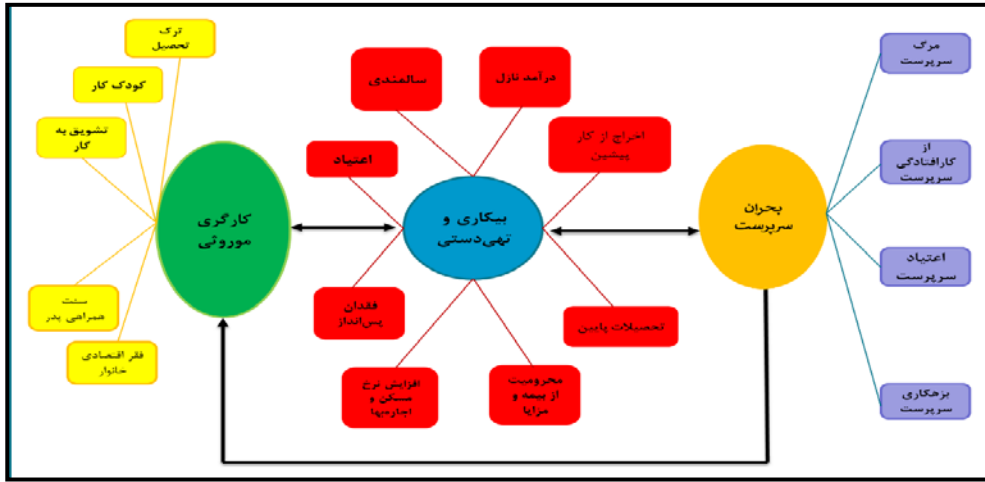 مرگ
سرپرست
از
کارافتادگی
سرپرست
اعتیاد
سرپرست
بزهکاری
سرپرست
بحران
سرپرست
درآمد نازل
سالمندی
اخراج از کار
پیشین
اعتیاد
بیکاری و
تهی‌دستی
تحصیلات پایین
فقدان
پس‌انداز
محرومیت
از بیمه و
مزایا
افزایش نرخ
مسکن و
اجاره‌بها
کارگری
موروثی
ترک
تحصیل
کودک کار
تشویق به
کار
سنت
همراهی پدر
فقر اقتصادی
خانوار